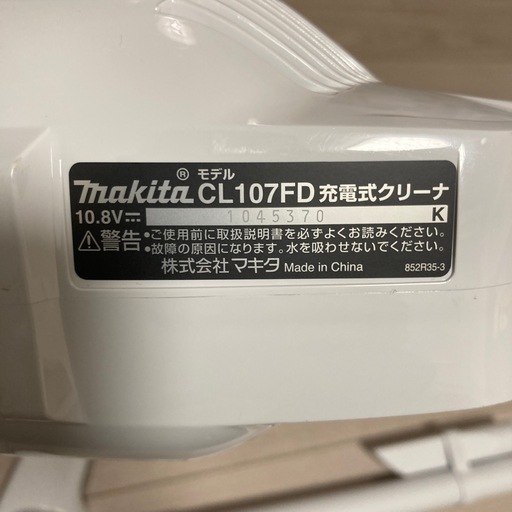 モデル
makita® CL107FD 充電式クリーナ
10.8V⎓ 1045370 K
⚠警告 •ご使用前に取扱説明書を必ずよくお読みください。
•故障の原因になります。水を吸わせないでください。
株式会社 マキタ Made in China 852R35-3